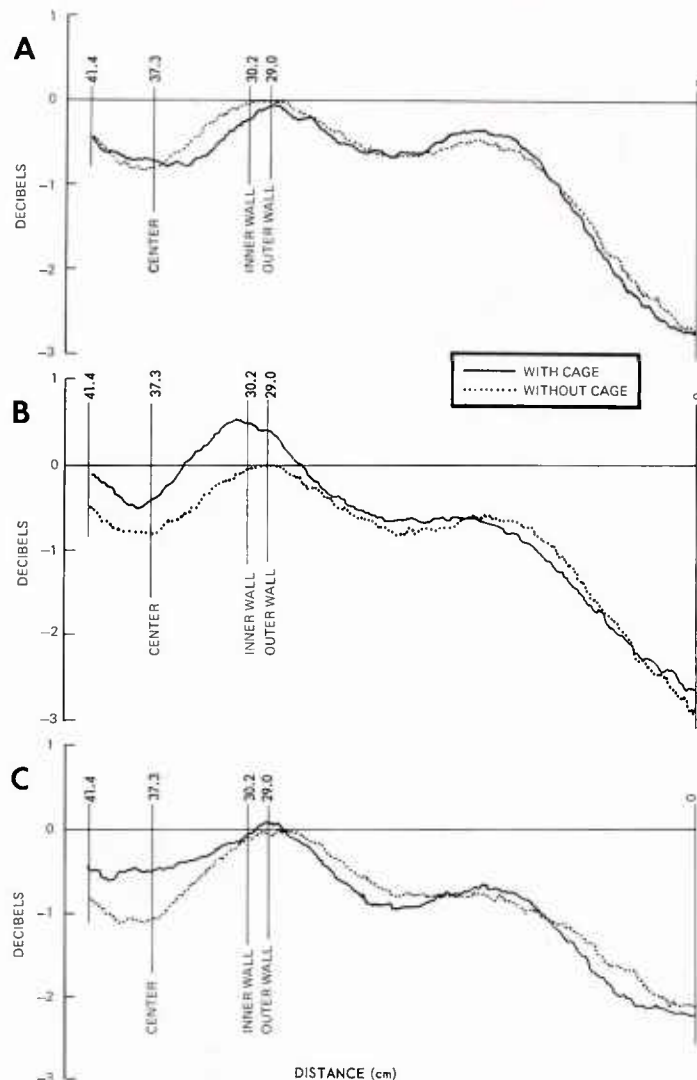 A
1
0
−1
−2
−3
DECIBELS
41.4
37.3
30.2
29.0
CENTER
INNER WALL
OUTER WALL
WITH CAGE
WITHOUT CAGE
B
1
0
−1
−2
−3
DECIBELS
41.4
37.3
30.2
29.0
0
CENTER
INNER WALL
OUTER WALL
C
1
0
−1
−2
−3
DECIBELS
41.4
37.3
30.2
29.0
0
CENTER
INNER WALL
OUTER WALL
DISTANCE (cm)